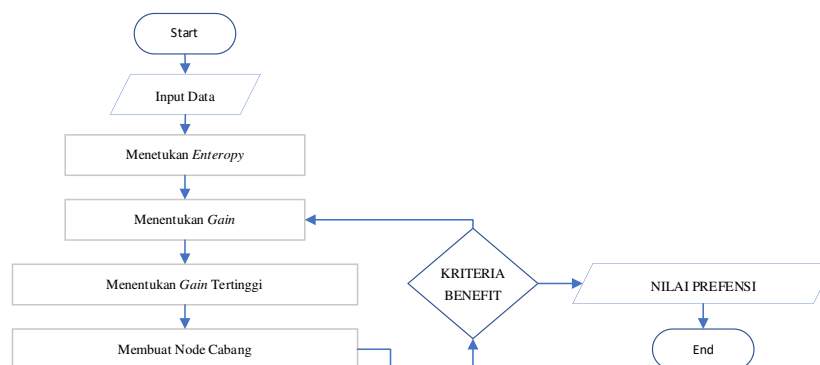 Start
Input Data
Menetukan Enteropy
Menentukan Gain
Menentukan Gain Tertinggi
Membuat Node Cabang
KRITERIA
BENEFIT
NILAI PREFENSI
End